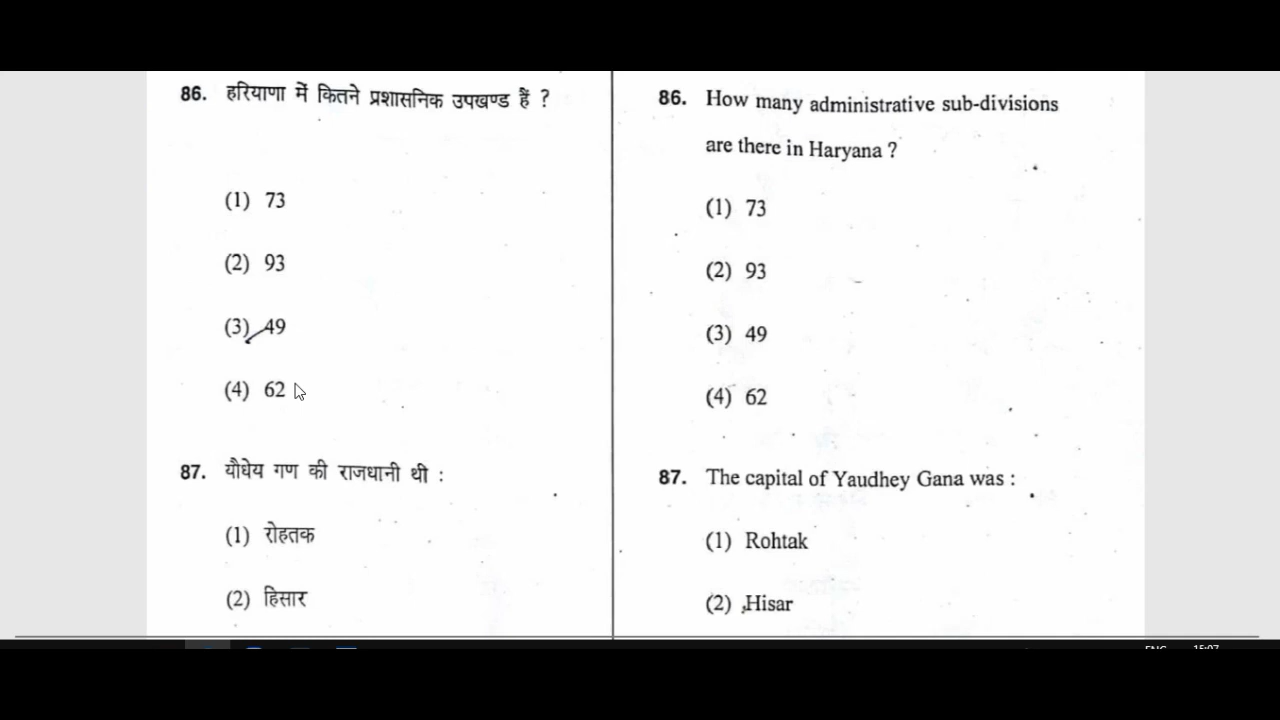 86. हरियाणा में कितने प्रशासनिक उपखण्ड हैं ?
(1) 73
(2) 93
(3) 49
(4) 62
87. यौधेय गण की राजधानी थी :
(1) रोहतक
(2) हिसार
86. How many administrative sub-divisions
are there in Haryana ?
(1) 73
(2) 93
(3) 49
(4) 62
87. The capital of Yaudhey Gana was :
(1) Rohtak
(2) Hisar